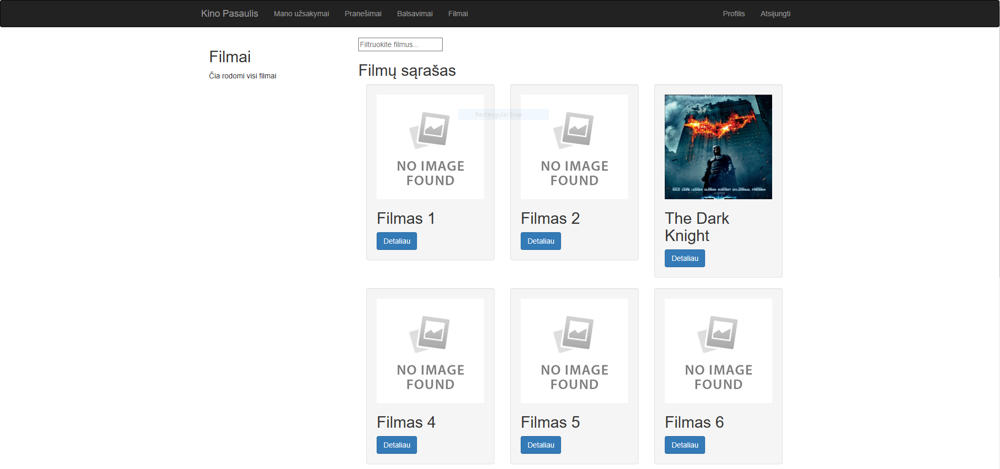 Kino Pasaulis Mano užsakymai Pranešimai Balsavimai Filmai Profilis Atsijungti
Filmai
Čia rodomi visi filmai
Filtruokite filmus...
Filmų sąrašas
Rectangular Snip
NO IMAGE
FOUND
Filmas 1
Detaliau
NO IMAGE
FOUND
Filmas 2
Detaliau
WELCOME TO A WORLD WITHOUT RULES.
BALE CAINE LEDGER OLDMAN ECKHART GYLLENHAAL FREEMAN
The Dark
Knight
Detaliau
NO IMAGE
FOUND
Filmas 4
Detaliau
NO IMAGE
FOUND
Filmas 5
Detaliau
NO IMAGE
FOUND
Filmas 6
Detaliau